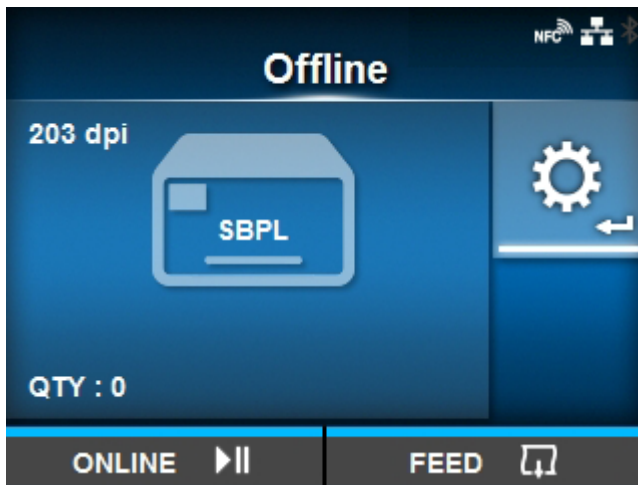 NFC
Offline
203 dpi
SBPL
QTY : 0
ONLINE
FEED